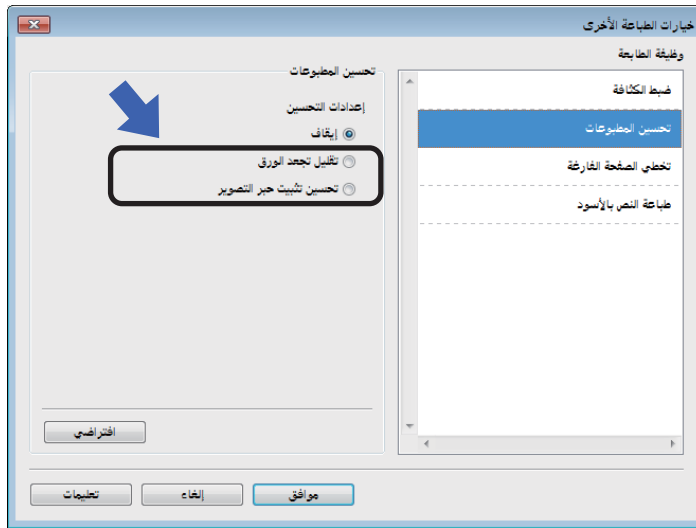 خيارات الطباعة الأخرى
وظيفة الطابعة
ضبط الكثافة
تحسين المطبوعات
تخطي الصفحة الفارغة
طباعة النص بالأسود
تحسين المطبوعات
إعدادات التحسين
إيقاف
تقليل تجعد الورق
تحسين تثبيت حبر التصوير
افتراضي
موافق
إلغاء
تعليمات